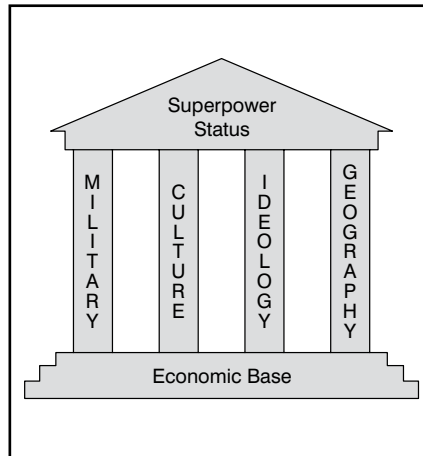 Superpower
Status
MILITARY
CULTURE
IDEOLOGY
GEOGRAPHY
Economic Base